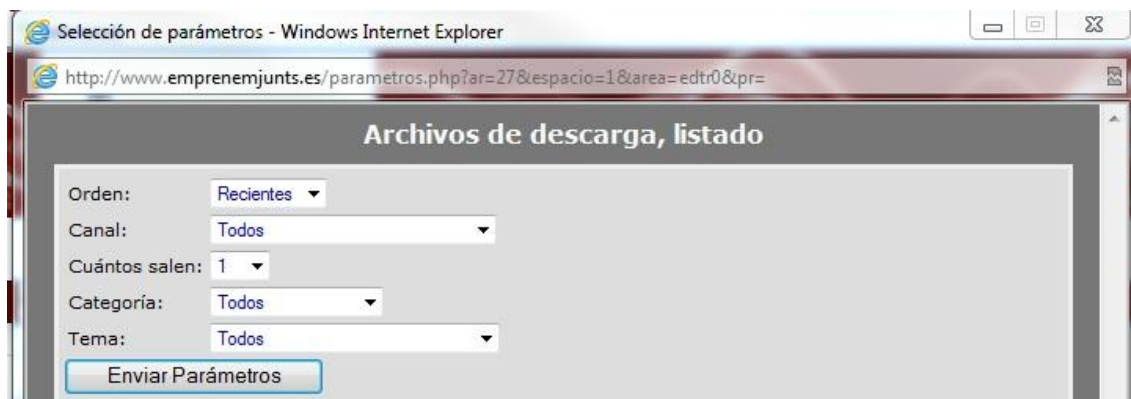 Selección de parámetros - Windows Internet Explorer
http://www.emprenemjunts.es/parametros.php?ar=27&espacio=1&area=edtr0&pr=
Archivos de descarga, listado
Orden: Recientes
Canal: Todos
Cuántos salen: 1
Categoría: Todos
Tema: Todos
Enviar Parámetros